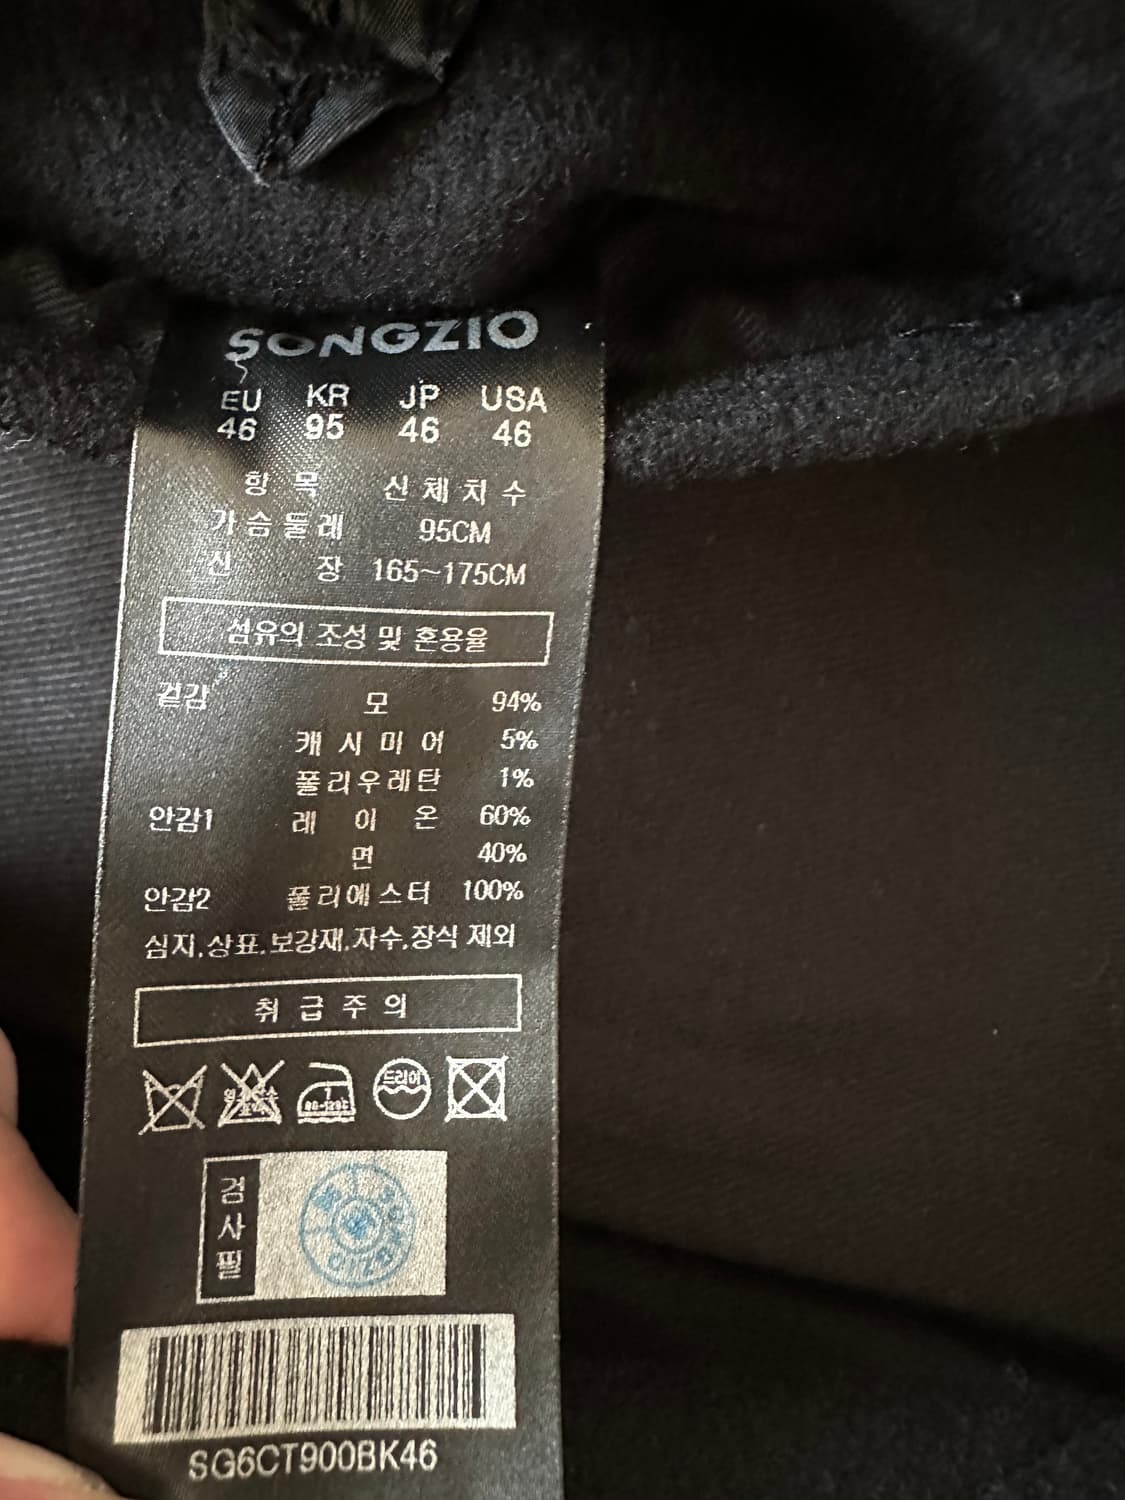 SONGZIO
EU KR JP USA
46 95 46 46
항 목 신체치수
가슴둘레 95CM
신 장 165~175CM
섬유의 조성 및 혼용율
겉감 모 94%
캐시미어 5%
폴리우레탄 1%
안감1 레이온 60%
면 40%
안감2 폴리에스터 100%
심지,상표,보강재,자수,장식 제외
취급주의
드라이
검사필
SONGZIO
SG6CT900BK46